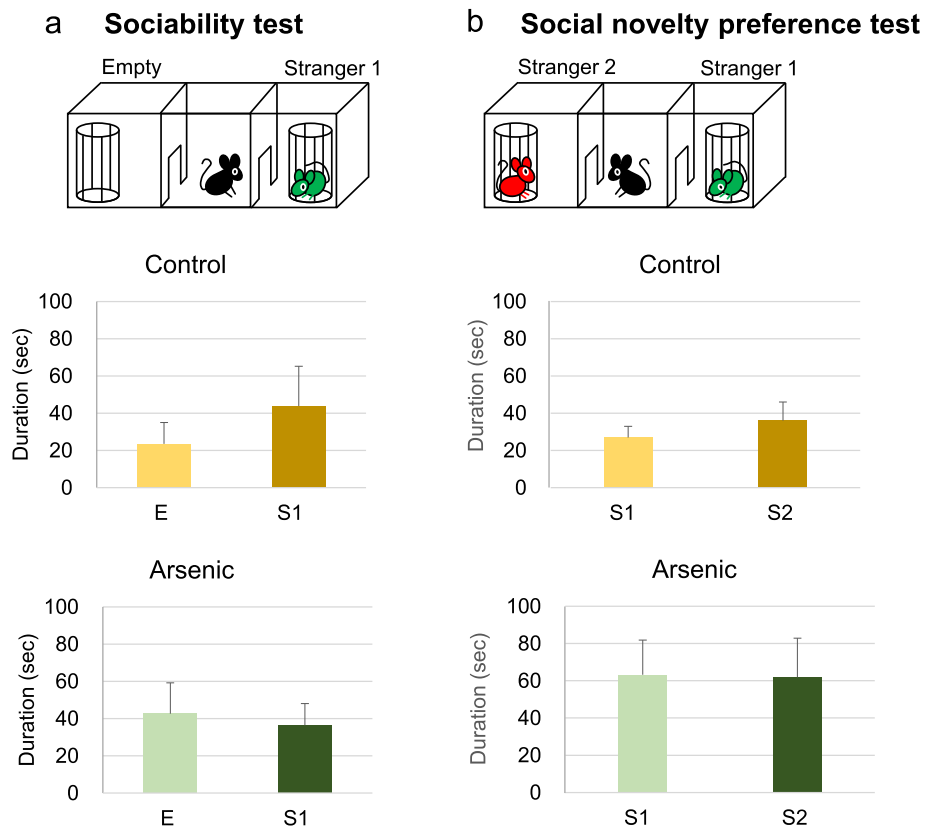 a Sociability test
Empty
Stranger 1
Control
Duration (sec)
100
80
60
40
20
0
E
S1
Arsenic
Duration (sec)
100
80
60
40
20
0
E
S1
b Social novelty preference test
Stranger 2
Stranger 1
Control
Duration (sec)
100
80
60
40
20
0
S1
S2
Arsenic
Duration (sec)
100
80
60
40
20
0
S1
S2